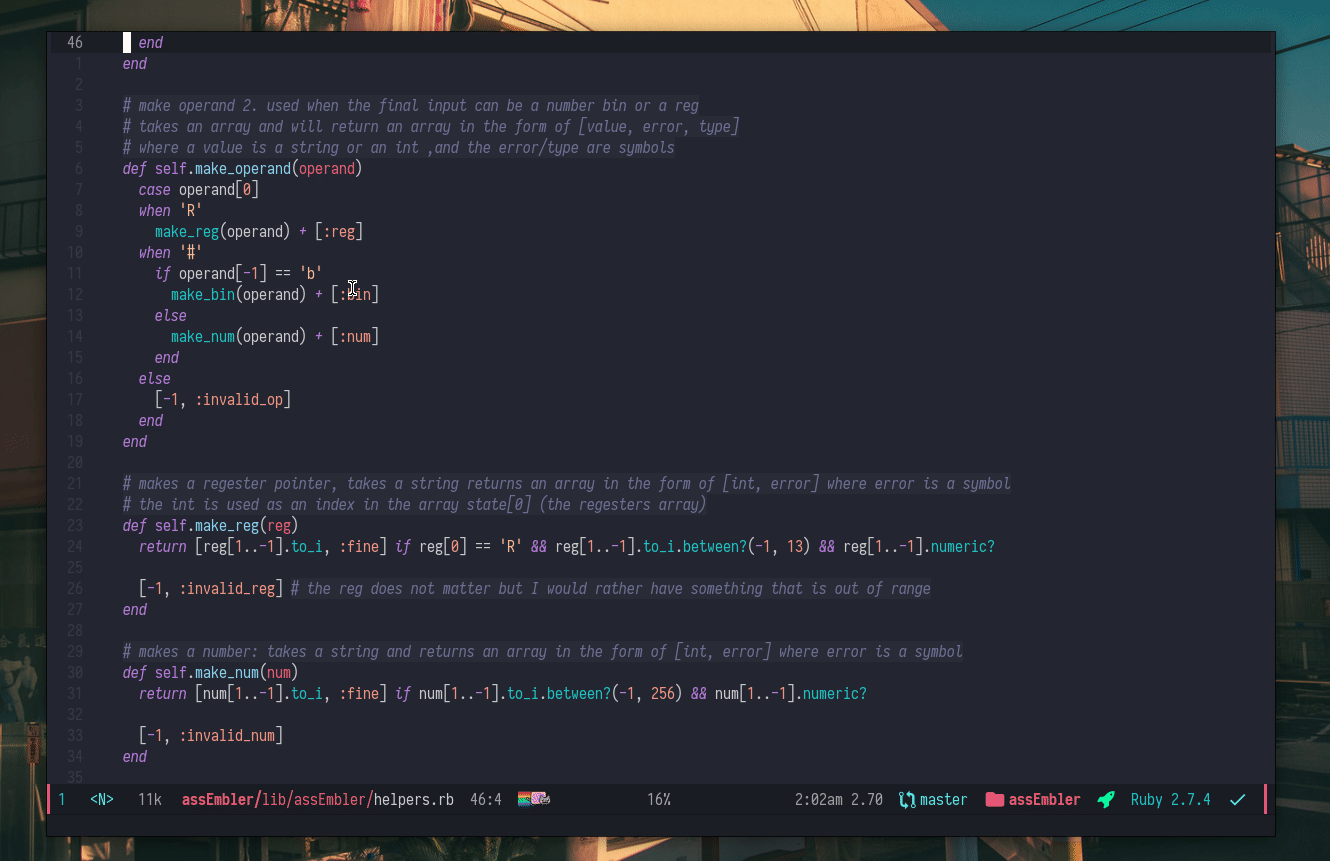 46 end
1 end
2
3 # make operand 2. used when the final input can be a number bin or a reg
4 # takes an array and will return an array in the form of [value, error, type]
5 # where a value is a string or an int ,and the error/type are symbols
6 def self.make_operand(operand)
7 case operand[0]
8 when 'R'
9 make_reg(operand) + [:reg]
10 when '#'
11 if operand[-1] == 'b'
12 make_bin(operand) + [:bin]
13 else
14 make_num(operand) + [:num]
15 end
16 else
17 [-1, :invalid_op]
18 end
19 end
20
21 # makes a regester pointer, takes a string returns an array in the form of [int, error] where error is a symbol
22 # the int is used as an index in the array state[0] (the regesters array)
23 def self.make_reg(reg)
24 return [reg[1..-1].to_i, :fine] if reg[0] == 'R' && reg[1..-1].to_i.between?(-1, 13) && reg[1..-1].numeric?
25
26 [-1, :invalid_reg] # the reg does not matter but I would rather have something that is out of range
27 end
28
29 # makes a number: takes a string and returns an array in the form of [int, error] where error is a symbol
30 def self.make_num(num)
31 return [num[1..-1].to_i, :fine] if num[1..-1].to_i.between?(-1, 256) && num[1..-1].numeric?
32
33 [-1, :invalid_num]
34 end
35
1 <N> 11k assEmbler/lib/assEmbler/helpers.rb 46:4 16% 2:02am 2.70 master assEmbler Ruby 2.7.4